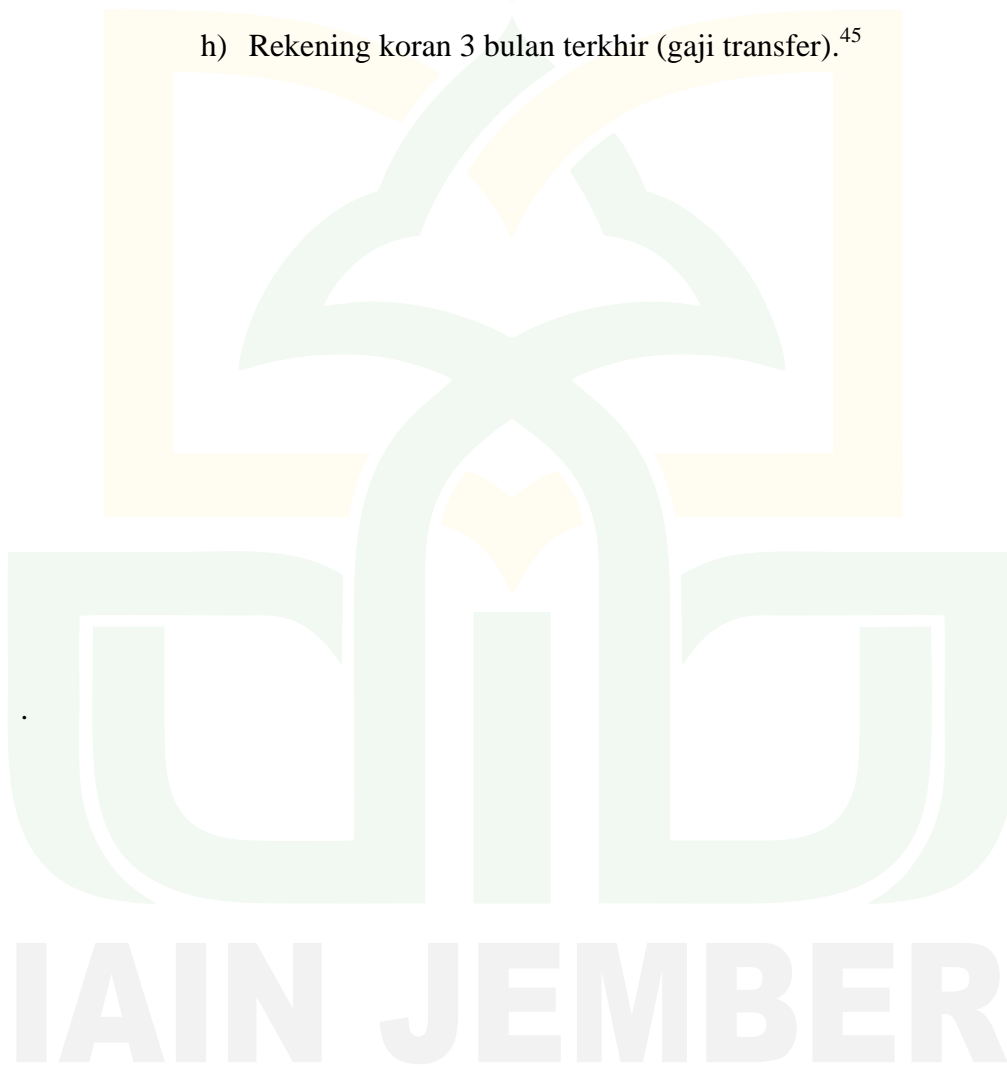 h) Rekening koran 3 bulan terkhir (gaji transfer).45
.
IAIN JEMBER